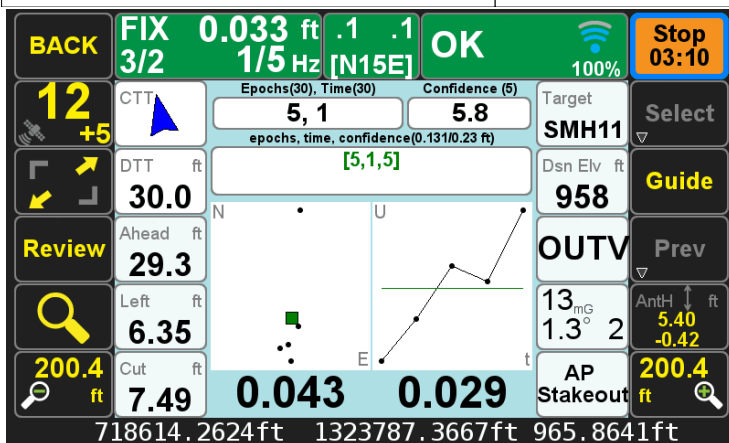 BACK
FIX 0.033 ft .1 .1 OK
3/2 1/5 Hz [N15E] 100%
Stop
03:10
12
+5
CTT
Epochs(30), Time(30) Confidence (5)
5, 1 5.8
epochs, time, confidence(0.131/0.23 ft)
[5,1,5]
Target
SMH11
Select
DTT ft
30.0
Dsn Elv ft
958
Guide
Review
Ahead ft
29.3
N U
E t
OUTV
Prev
Left ft
6.35
13mG
1.3° 2
AntH ft
5.40
-0.42
200.4
ft
Cut ft
7.49
0.043 0.029
AP
Stakeout
200.4
ft
718614.2624ft 1323787.3667ft 965.8641ft